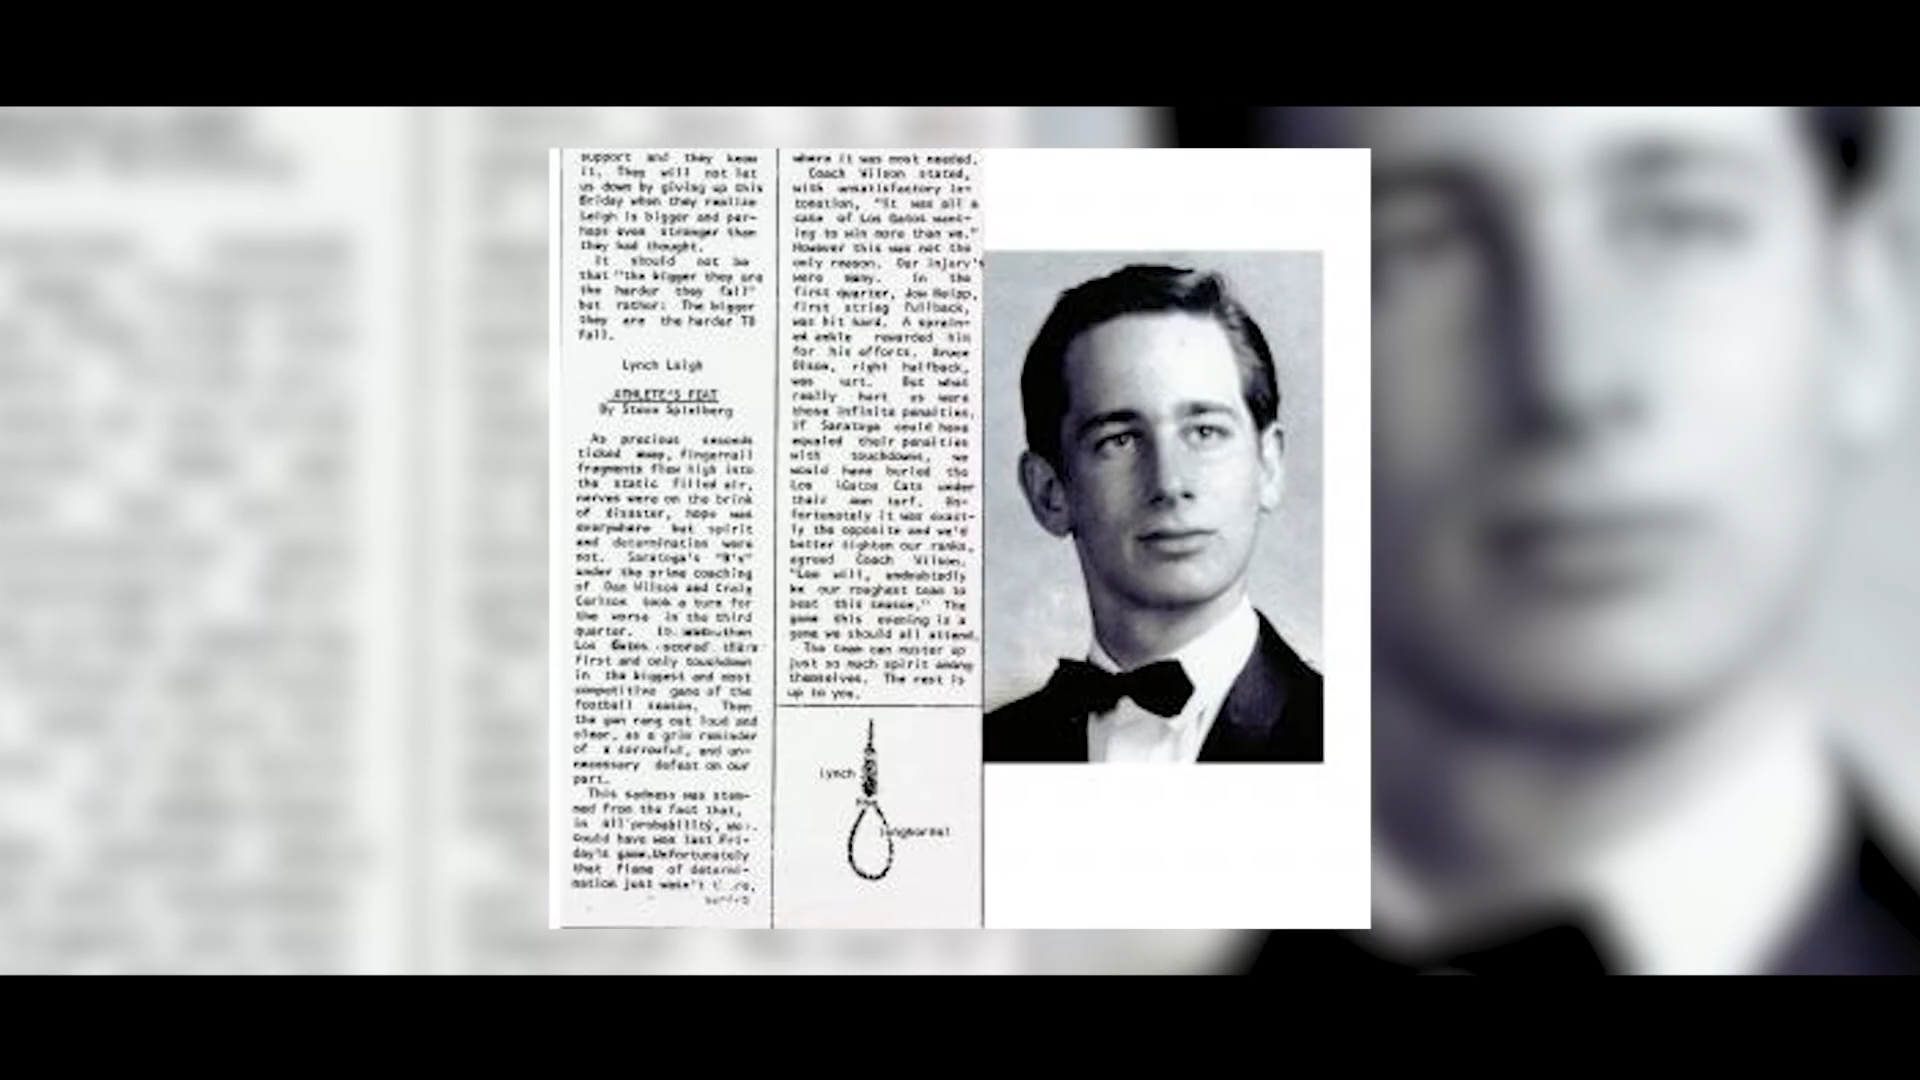 support and they know
it. They will not let
us down by giving up this
Friday when they realize
Leigh is bigger and per-
haps even stronger than
they had thought.
It should not be
that "the bigger they are
the harder they fall"
but rather: The bigger
they are the harder TO
fall.
Lynch Leigh
ATHLETE'S FEAT
By Steve Spielberg
As precious seconds
ticked away, fingernail
fragments flew high into
the static filled air,
nerves were on the brink
of disaster, hope was
everywhere but spirit
and determination were
not. Saratoga's "B's"
under the prime coaching
of Dan Wilson and Craig
Carlson took a turn for
the worse in the third
quarter. It was then
Los Gatos scored their
first and only touchdown
in the biggest and most
competitive game of the
football season. Then
the gun rang out loud and
clear, as a grim reminder
of a sorrowful, and un-
necessary defeat on our
part.
This sadness was stem-
med from the fact that,
in all probability, we
could have won last Fri-
day's game. Unfortunately
that flame of determi-
nation just wasn't
where it was most needed.
Coach Wilson stated,
with unsatisfactory in-
tonation, "It was all a
case of Los Gatos want-
ing to win more than we."
However this was not the
only reason. Our injury's
were many. In the
first quarter, Jow
first string fullback,
was hit hard. A sprain-
ed ankle rewarded him
for his efforts. Bruce
Olson, right halfback,
was urt. But what
really hurt us were
those infinite penalties.
If Saratoga could have
equaled their penalties
with touchdowns, we
would have buried the
Los Gatos Cats under
their own turf. Un-
fortunately it was exact-
ly the opposite and we'd
better tighten our ranks,
agreed Coach Wilson.
"Lee will, undoubtedly
be our roughest team to
beat this season." The
game this evening is a
game we should all attend.
The team can muster up
just so much spirit among
themselves. The rest is
up to you.
lynch
longhorns!